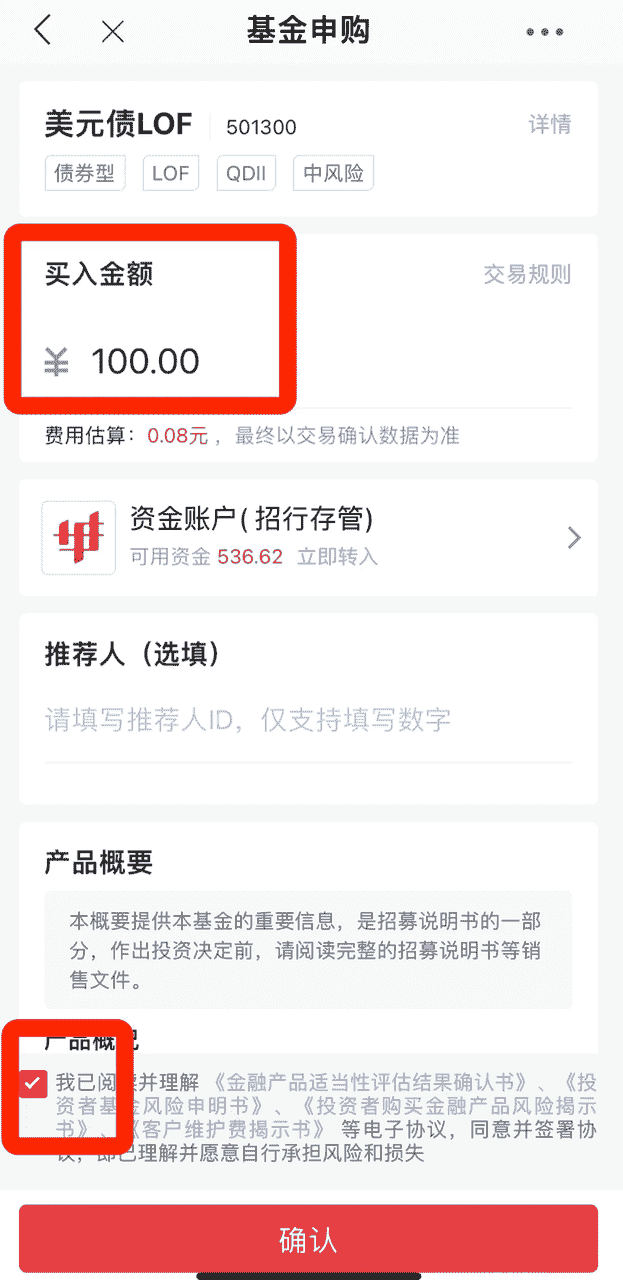 基金申购
美元债LOF 501300 详情
债券型 LOF QDII 中风险
买入金额 交易规则
¥ 100.00
费用估算：0.08元，最终以交易确认数据为准
资金账户(招行存管)
可用资金 536.62 立即转入
推荐人（选填）
请填写推荐人ID，仅支持填写数字
产品概要
本概要提供本基金的重要信息，是招募说明书的一部
分，作出投资决定前，请阅读完整的招募说明书等销
售文件。
产品概况
我已阅读并理解《金融产品适当性评估结果确认书》、《投
资者基金风险申明书》、《投资者购买金融产品风险揭示
书》、《客户维护费揭示书》 等电子协议，同意并签署协
议，即已理解并愿意自行承担风险和损失
确认